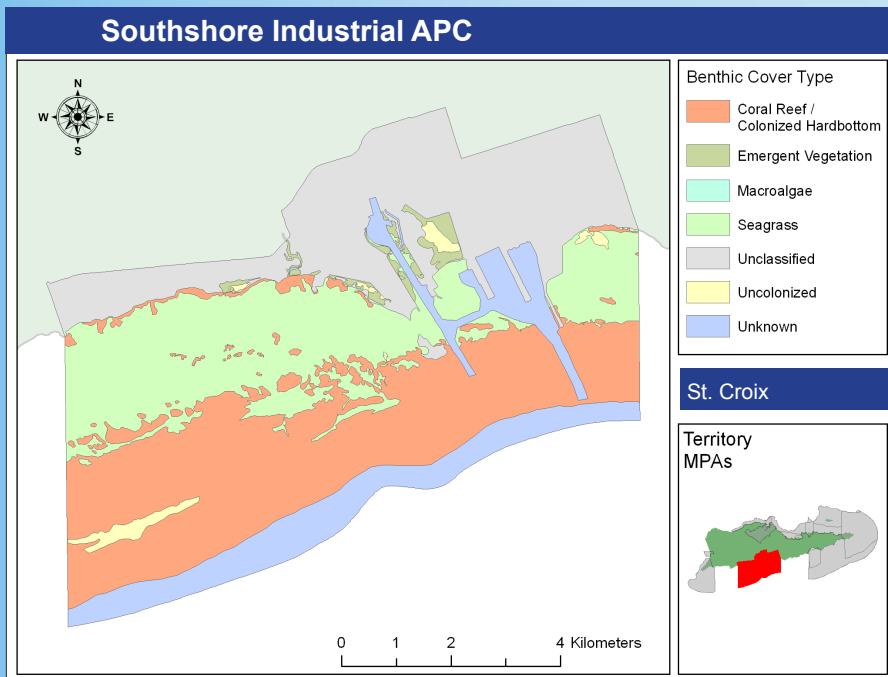 Southshore Industrial APC
N
W
E
S
Benthic Cover Type
Coral Reef /
Colonized Hardbottom
Emergent Vegetation
Macroalgae
Seagrass
Unclassified
Uncolonized
Unknown
St. Croix
Territory
MPAs
0 1 2 4 Kilometers